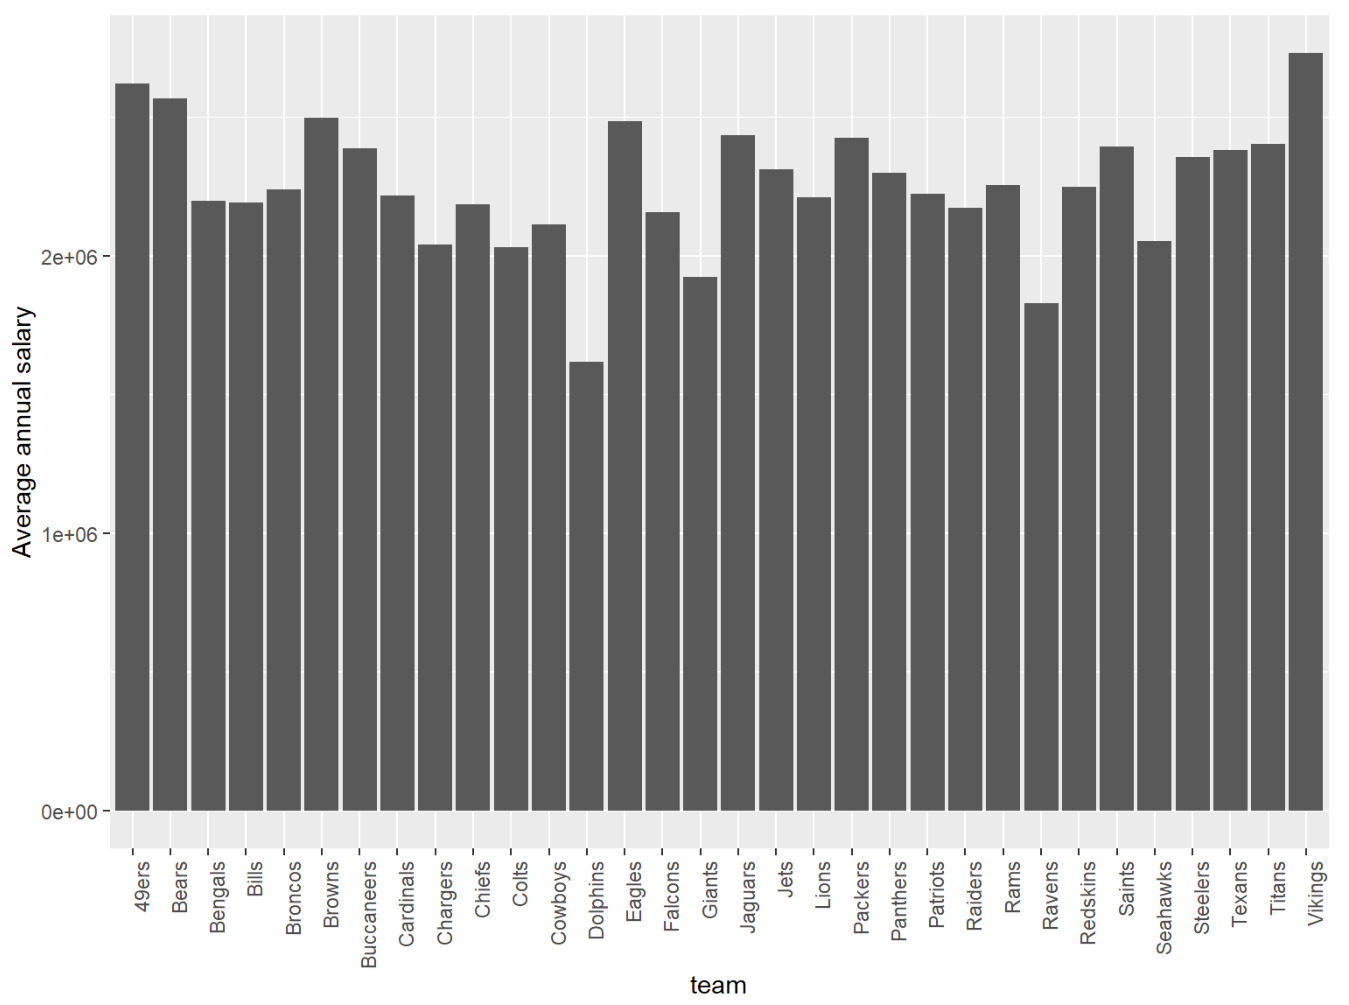 Average annual salary
2e+06
1e+06
0e+00
49ers
Bears
Bengals
Bills
Broncos
Browns
Buccaneers
Cardinals
Chargers
Chiefs
Colts
Cowboys
Dolphins
Eagles
Falcons
Giants
Jaguars
Jets
Lions
Packers
Panthers
Patriots
Raiders
Rams
Ravens
Redskins
Saints
Seahawks
Steelers
Texans
Titans
Vikings
team